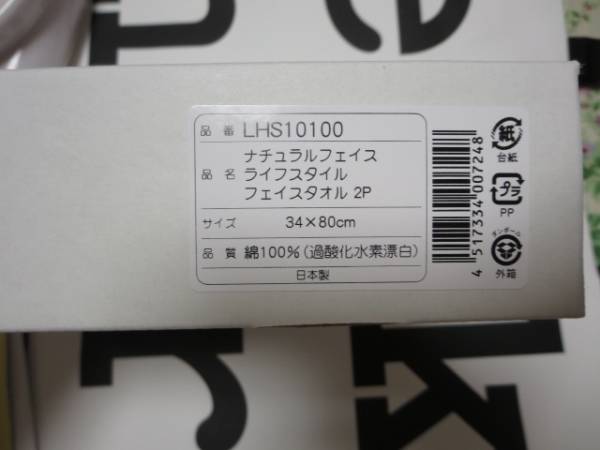 品番 LHS10100
品名 ナチュラルフェイス
ライフスタイル
フェイスタオル 2P
サイズ 34×80cm
品質 綿100%(過酸化水素漂白)
日本製
4 517334 007248
紙
台紙
プラ
PP
ダンボール
外箱
n
e
r
k